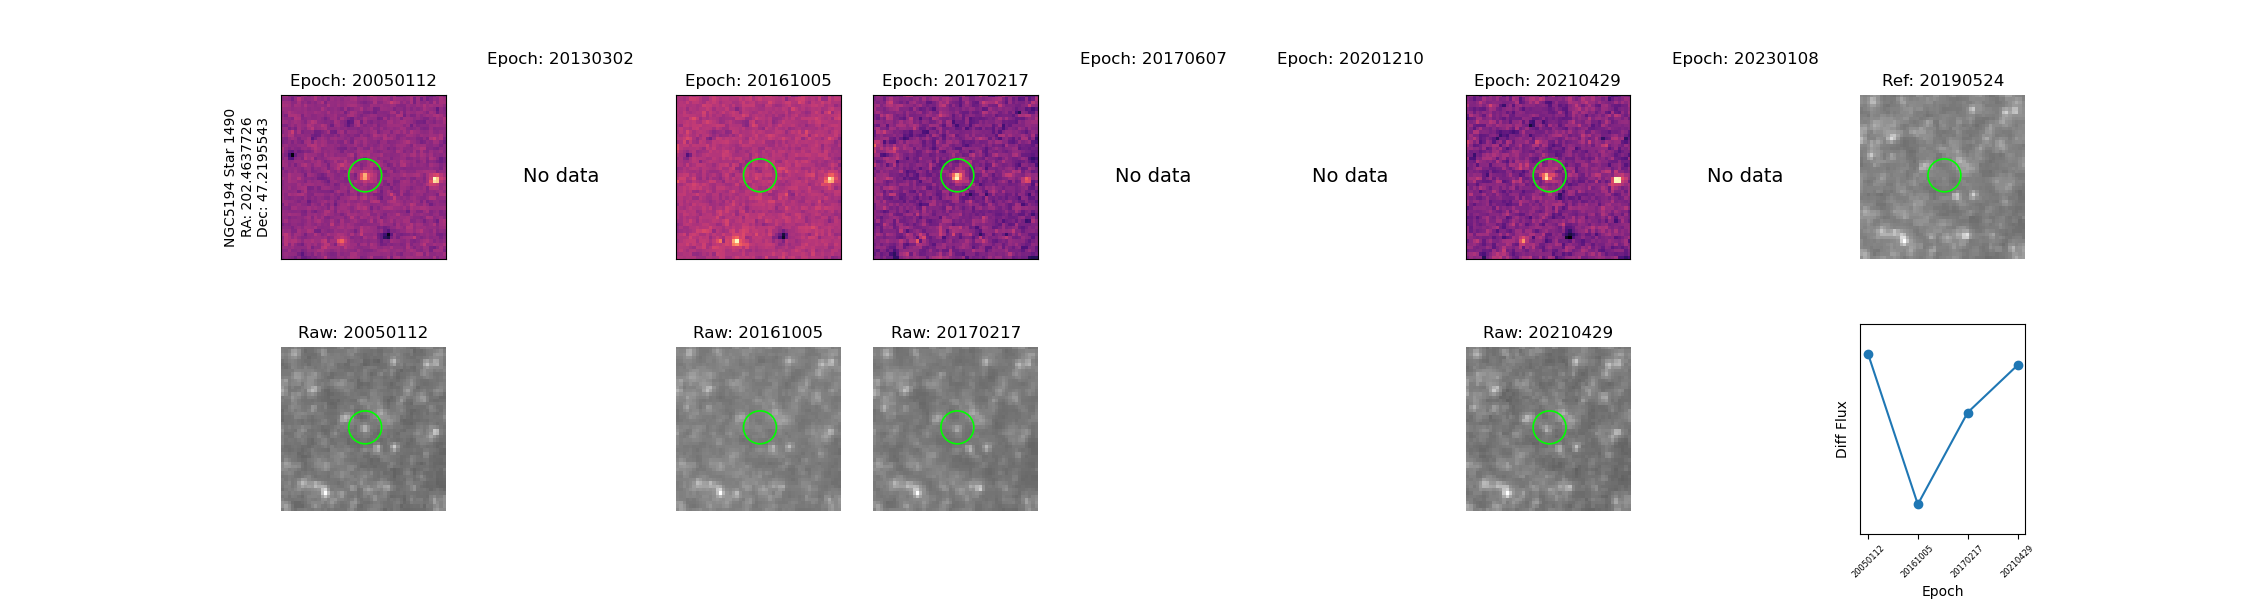 Epoch: 20050112
Epoch: 20130302
Epoch: 20161005
Epoch: 20170217
Epoch: 20170607
Epoch: 20201210
Epoch: 20210429
Epoch: 20230108
Ref: 20190524
NGC5194 Star 1490
RA: 202.4637726
Dec: 47.2195543
No data
No data
No data
No data
Raw: 20050112
Raw: 20161005
Raw: 20170217
Raw: 20210429
Diff Flux
20050112
20161005
20170217
20210429
Epoch